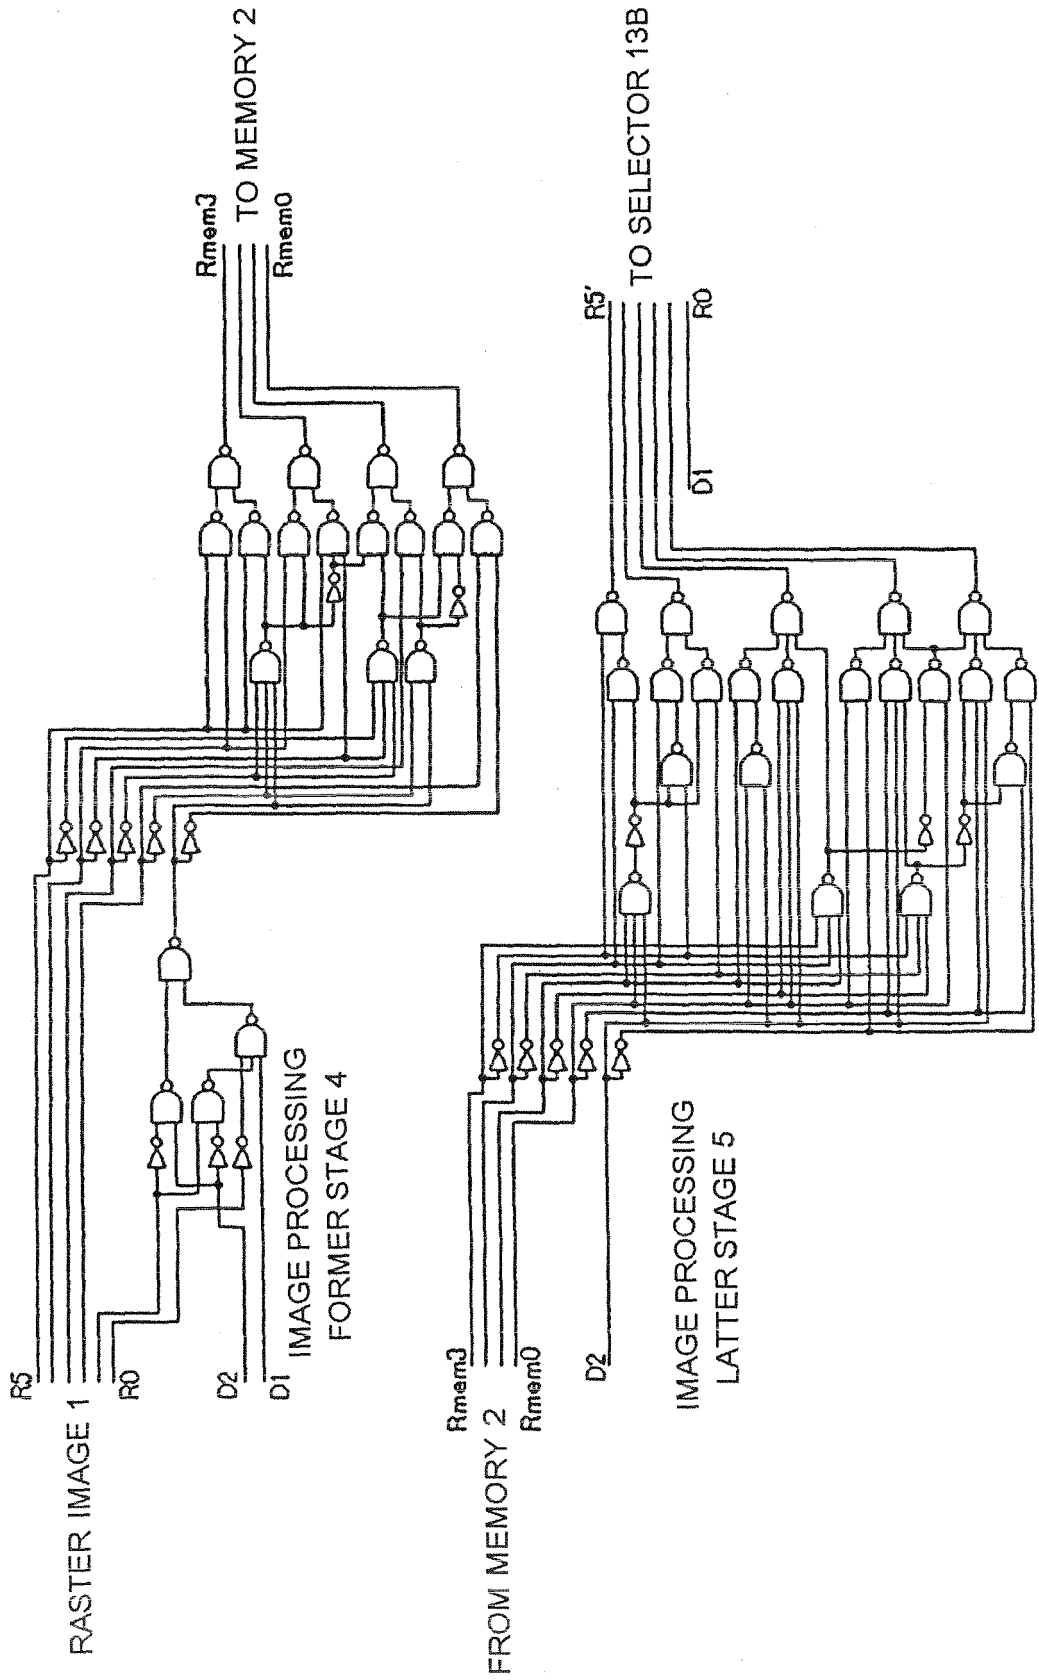 R5
RASTER IMAGE 1
R0
D2
D1
IMAGE PROCESSING
FORMER STAGE 4
Rmem3
TO MEMORY 2
Rmem0
Rmem3
FROM MEMORY 2
Rmem0
D2
IMAGE PROCESSING
LATTER STAGE 5
R5'
TO SELECTOR 13B
D1
R0